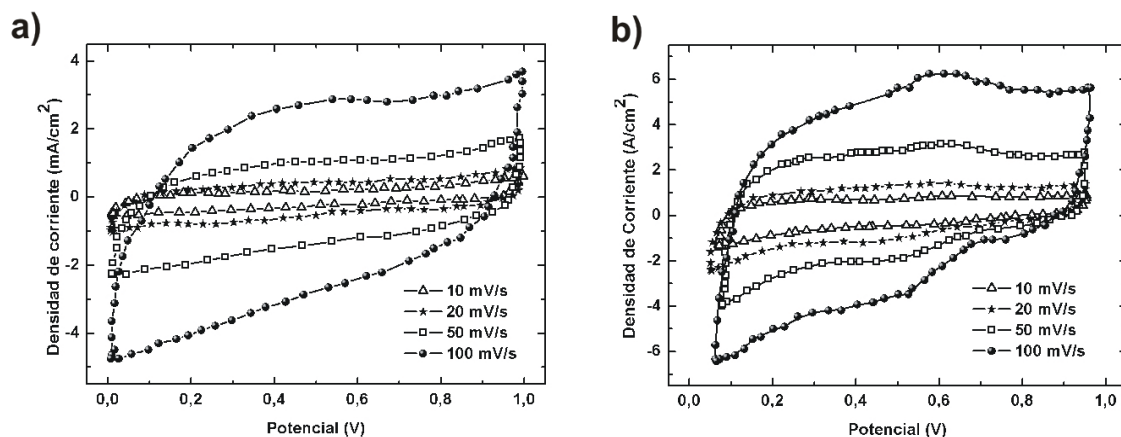 a)
Densidad de corriente (mA/cm²)
4
2
0
-2
-4
0,0 0,2 0,4 0,6 0,8 1,0
Potencial (V)
10 mV/s
20 mV/s
50 mV/s
100 mV/s
b)
Densidad de Corriente (A/cm²)
6
4
2
0
-2
-4
-6
0,0 0,2 0,4 0,6 0,8 1,0
Potencial (V)
10 mV/s
20 mV/s
50 mV/s
100 mV/s